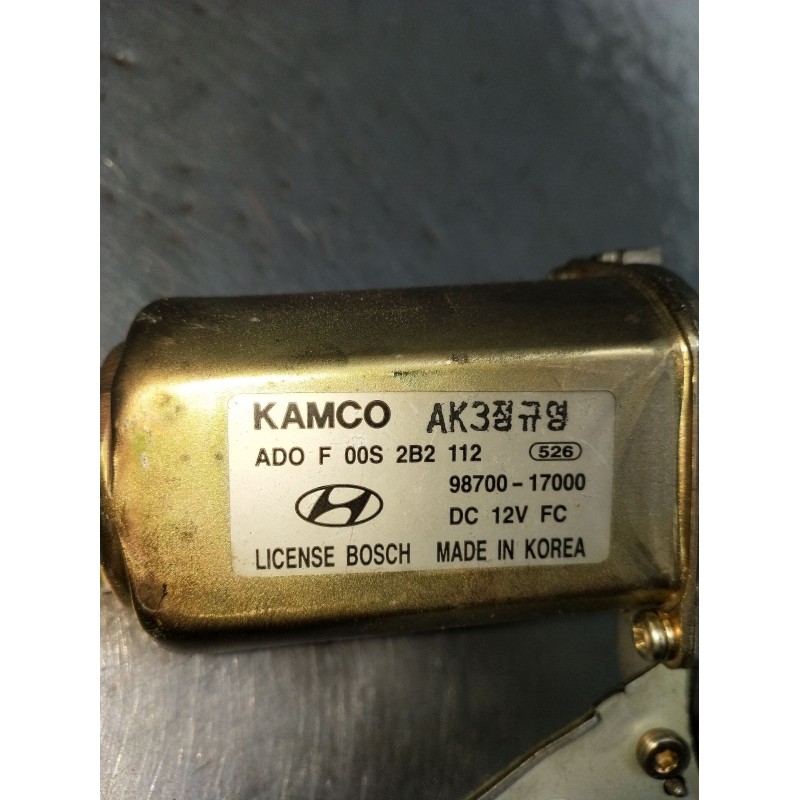 KAMCO AK3정규영
ADO F 00S 2B2 112 526
98700-17000
DC 12V FC
LICENSE BOSCH MADE IN KOREA